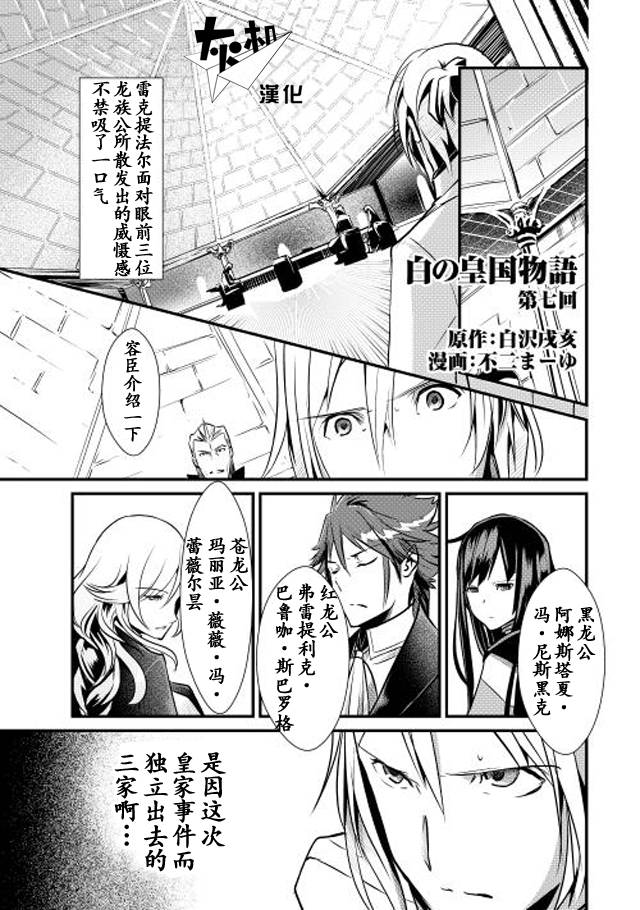 大灰机
漢化
白の皇国物語
第七回
原作：白沢戌亥
漫画：不二まーゆ
雷克提法尔面对眼前三位
龙族公所散发出的威慑感
不禁吸了一口气
容臣介绍一下
黑龙公
阿娜斯塔夏・
冯・尼斯黑克
红龙公
弗雷提利克・
巴鲁咖・斯巴罗格
苍龙公
玛丽亚・薇薇・冯・
蕾薇尔昙
是因这次
皇家事件而
独立出去的
三家啊…